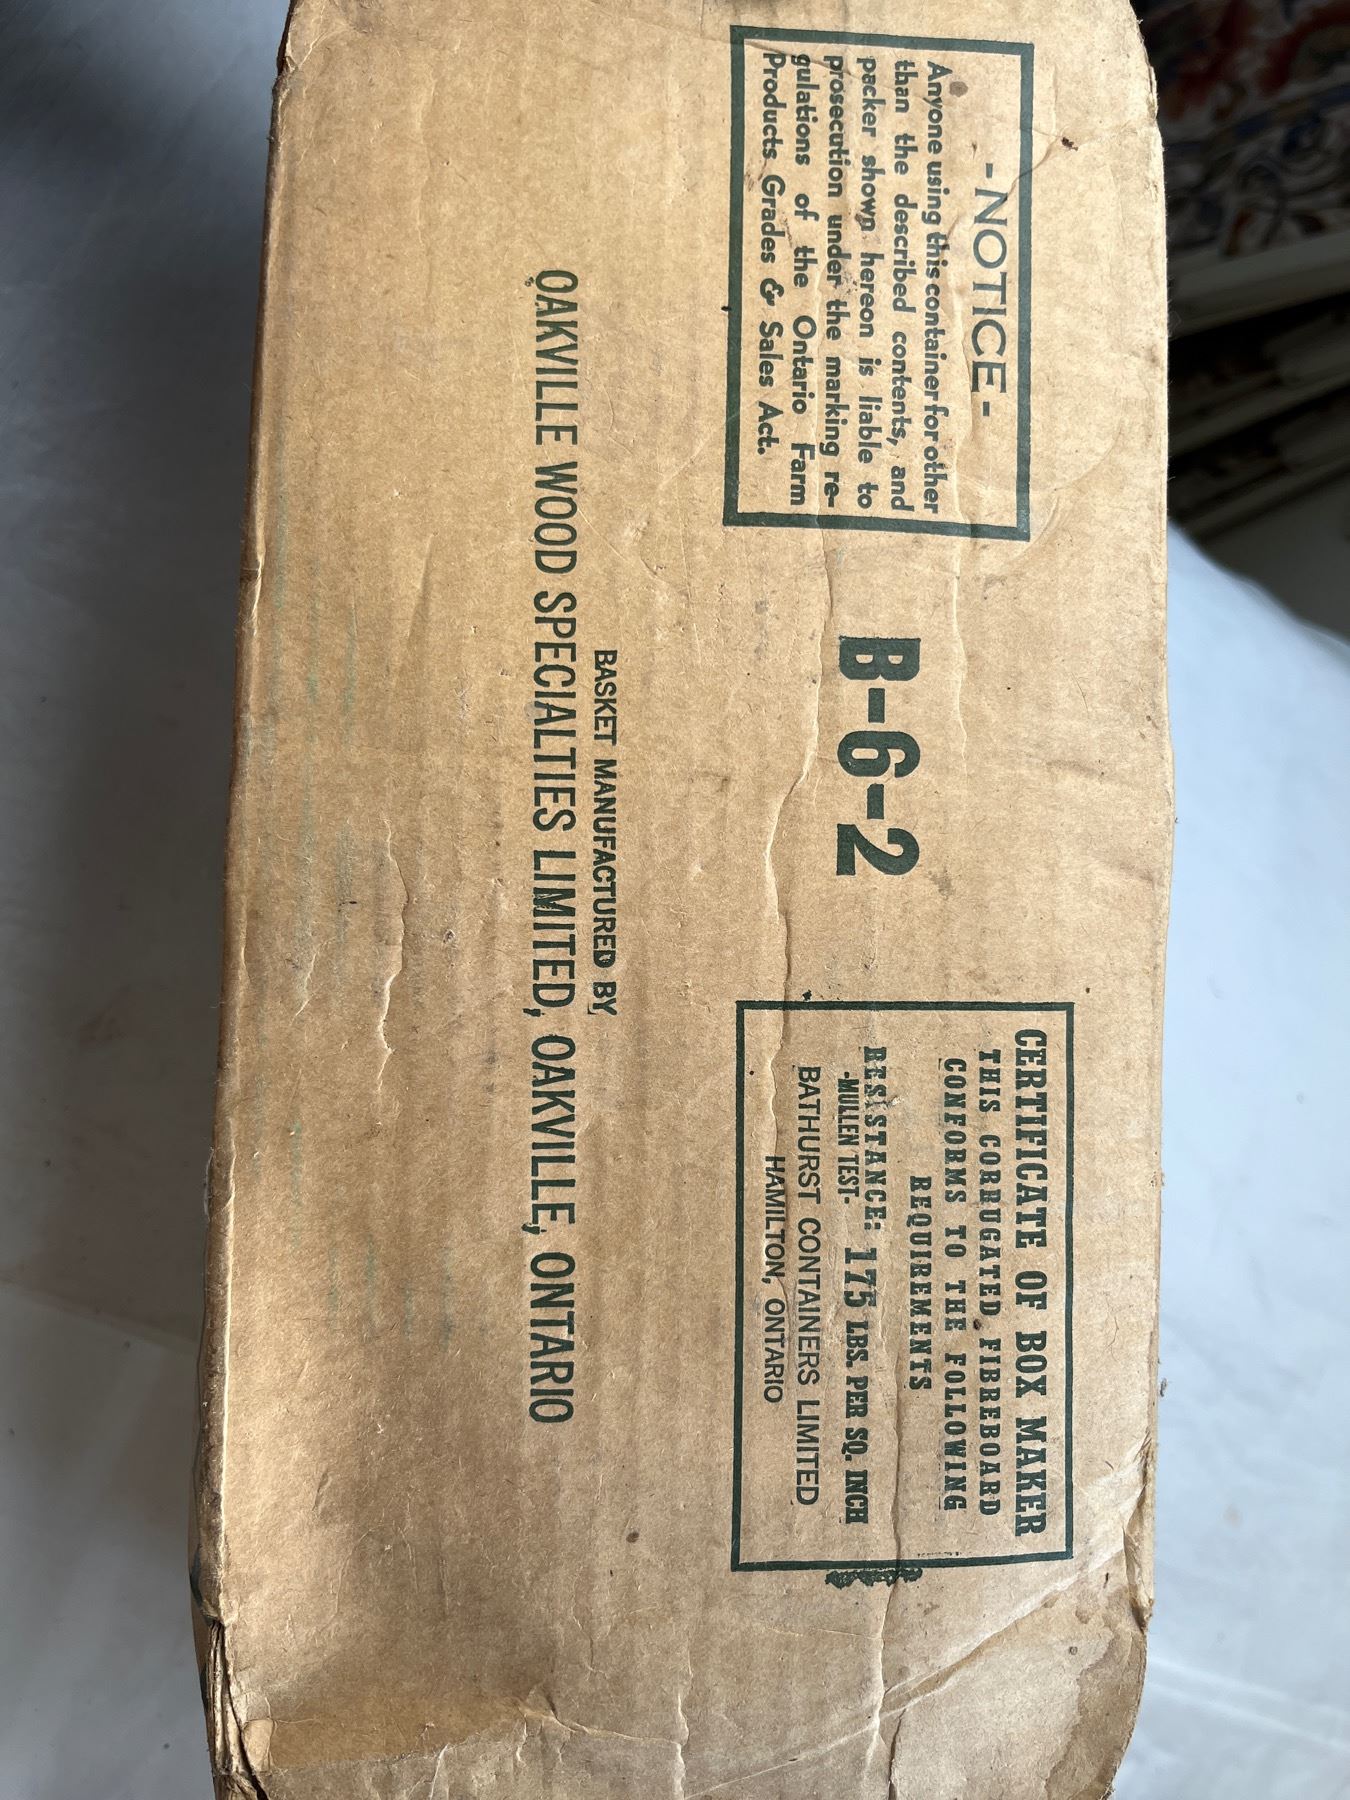 - NOTICE -
Anyone using this container for other
than the described contents, and
packer shown hereon is liable to
prosecution under the marking re-
gulations of the Ontario Farm
Products Grades & Sales Act.
B-6-2
CERTIFICATE OF BOX MAKER
THIS CORRUGATED FIBREBOARD
CONFORMS TO THE FOLLOWING
REQUIREMENTS
RESISTANCE: 175 LBS. PER SQ. INCH
-MULLEN TEST-
BATHURST CONTAINERS LIMITED
HAMILTON, ONTARIO
BASKET MANUFACTURED BY
OAKVILLE WOOD SPECIALTIES LIMITED, OAKVILLE, ONTARIO